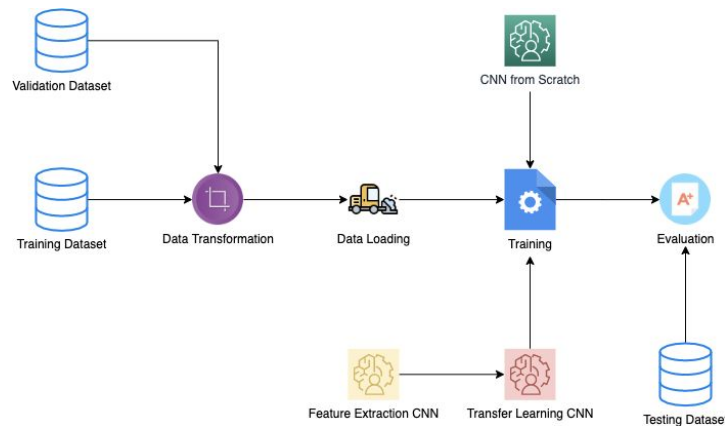 Validation Dataset
CNN from Scratch
Training Dataset
Data Transformation
Data Loading
Training
A+
Evaluation
Feature Extraction CNN
Transfer Learning CNN
Testing Dataset